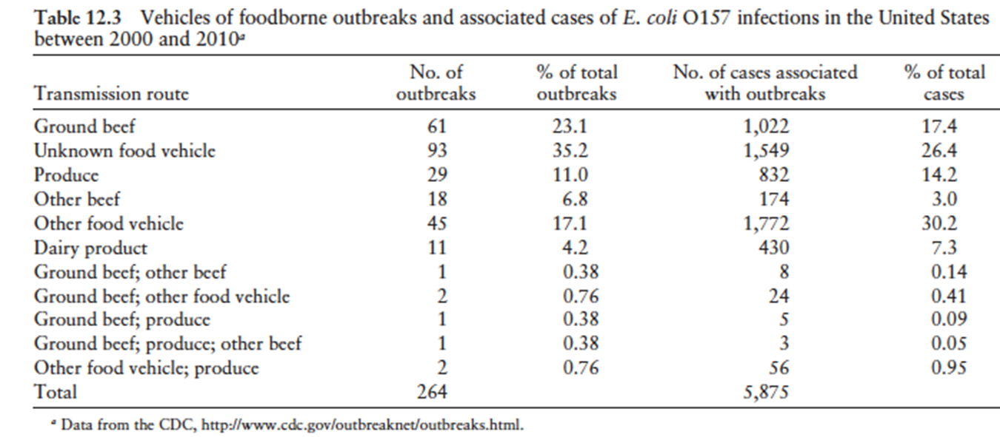 Table 12.3 Vehicles of foodborne outbreaks and associated cases of E. coli O157 infections in the United States
between 2000 and 2010a
No. of % of total No. of cases associated % of total
Transmission route outbreaks outbreaks with outbreaks cases
Ground beef 61 23.1 1,022 17.4
Unknown food vehicle 93 35.2 1,549 26.4
Produce 29 11.0 832 14.2
Other beef 18 6.8 174 3.0
Other food vehicle 45 17.1 1,772 30.2
Dairy product 11 4.2 430 7.3
Ground beef; other beef 1 0.38 8 0.14
Ground beef; other food vehicle 2 0.76 24 0.41
Ground beef; produce 1 0.38 5 0.09
Ground beef; produce; other beef 1 0.38 3 0.05
Other food vehicle; produce 2 0.76 56 0.95
Total 264 5,875
a Data from the CDC, http://www.cdc.gov/outbreaknet/outbreaks.html.